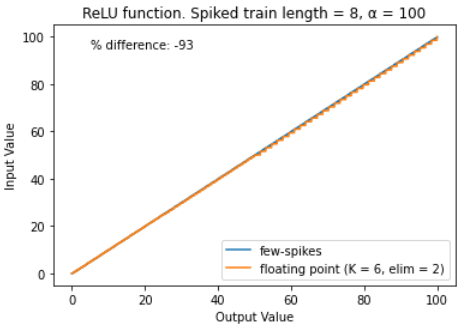 ReLU function. Spiked train length = 8, α = 100
% difference: -93
Input Value
100
80
60
40
20
0
few-spikes
floating point (K = 6, elim = 2)
0 20 40 60 80 100
Output Value